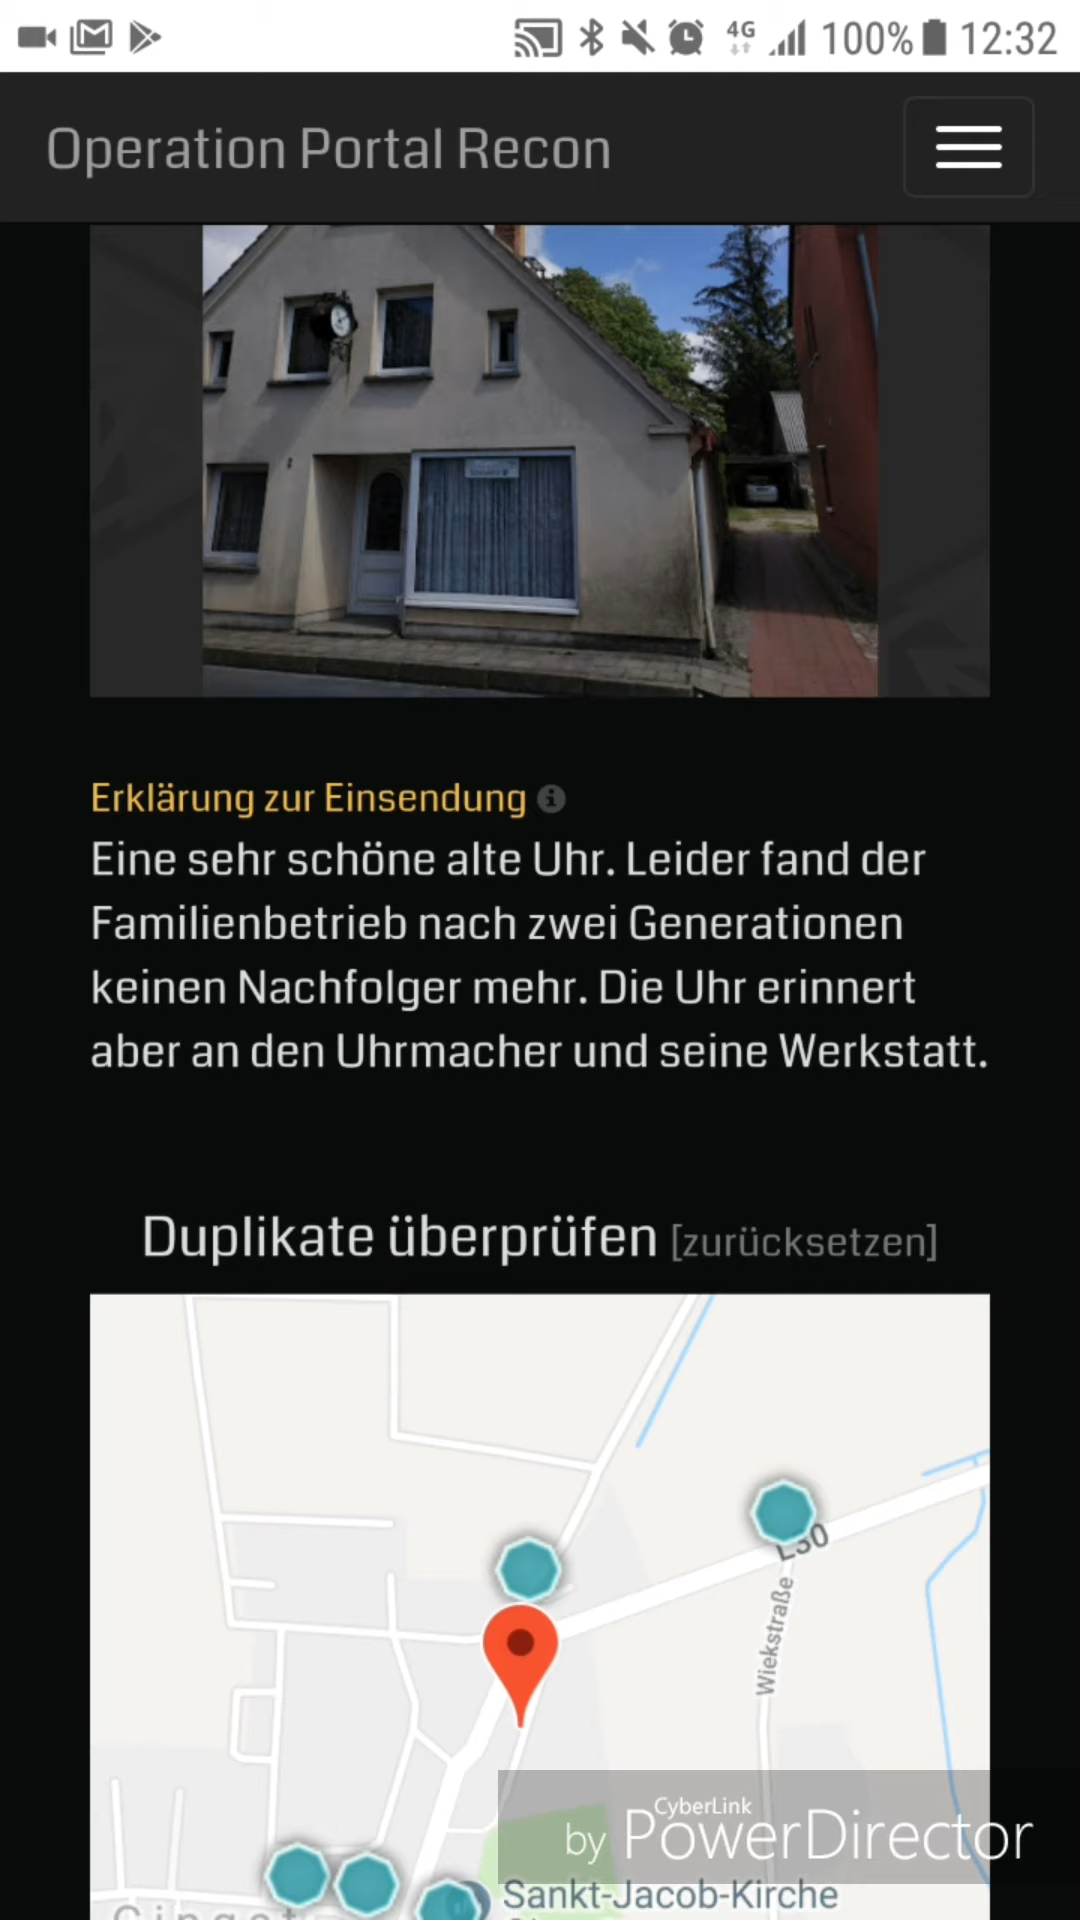 4G 100% 12:32
Operation Portal Recon
Erklärung zur Einsendung
Eine sehr schöne alte Uhr. Leider fand der
Familienbetrieb nach zwei Generationen
keinen Nachfolger mehr. Die Uhr erinnert
aber an den Uhrmacher und seine Werkstatt.
Duplikate überprüfen [zurücksetzen]
L30
Wiekstraße
CyberLink
by PowerDirector
Sankt-Jacob-Kirche